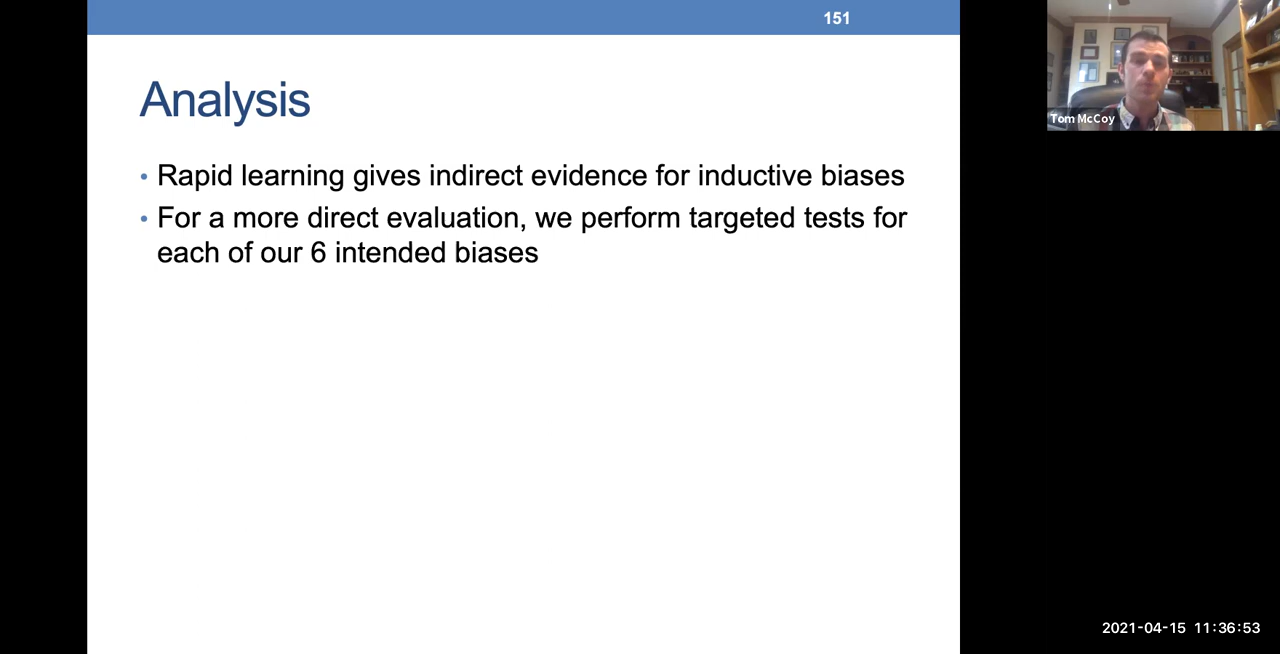 151
Analysis
• Rapid learning gives indirect evidence for inductive biases
• For a more direct evaluation, we perform targeted tests for
each of our 6 intended biases
Tom McCoy
2021-04-15 11:36:53